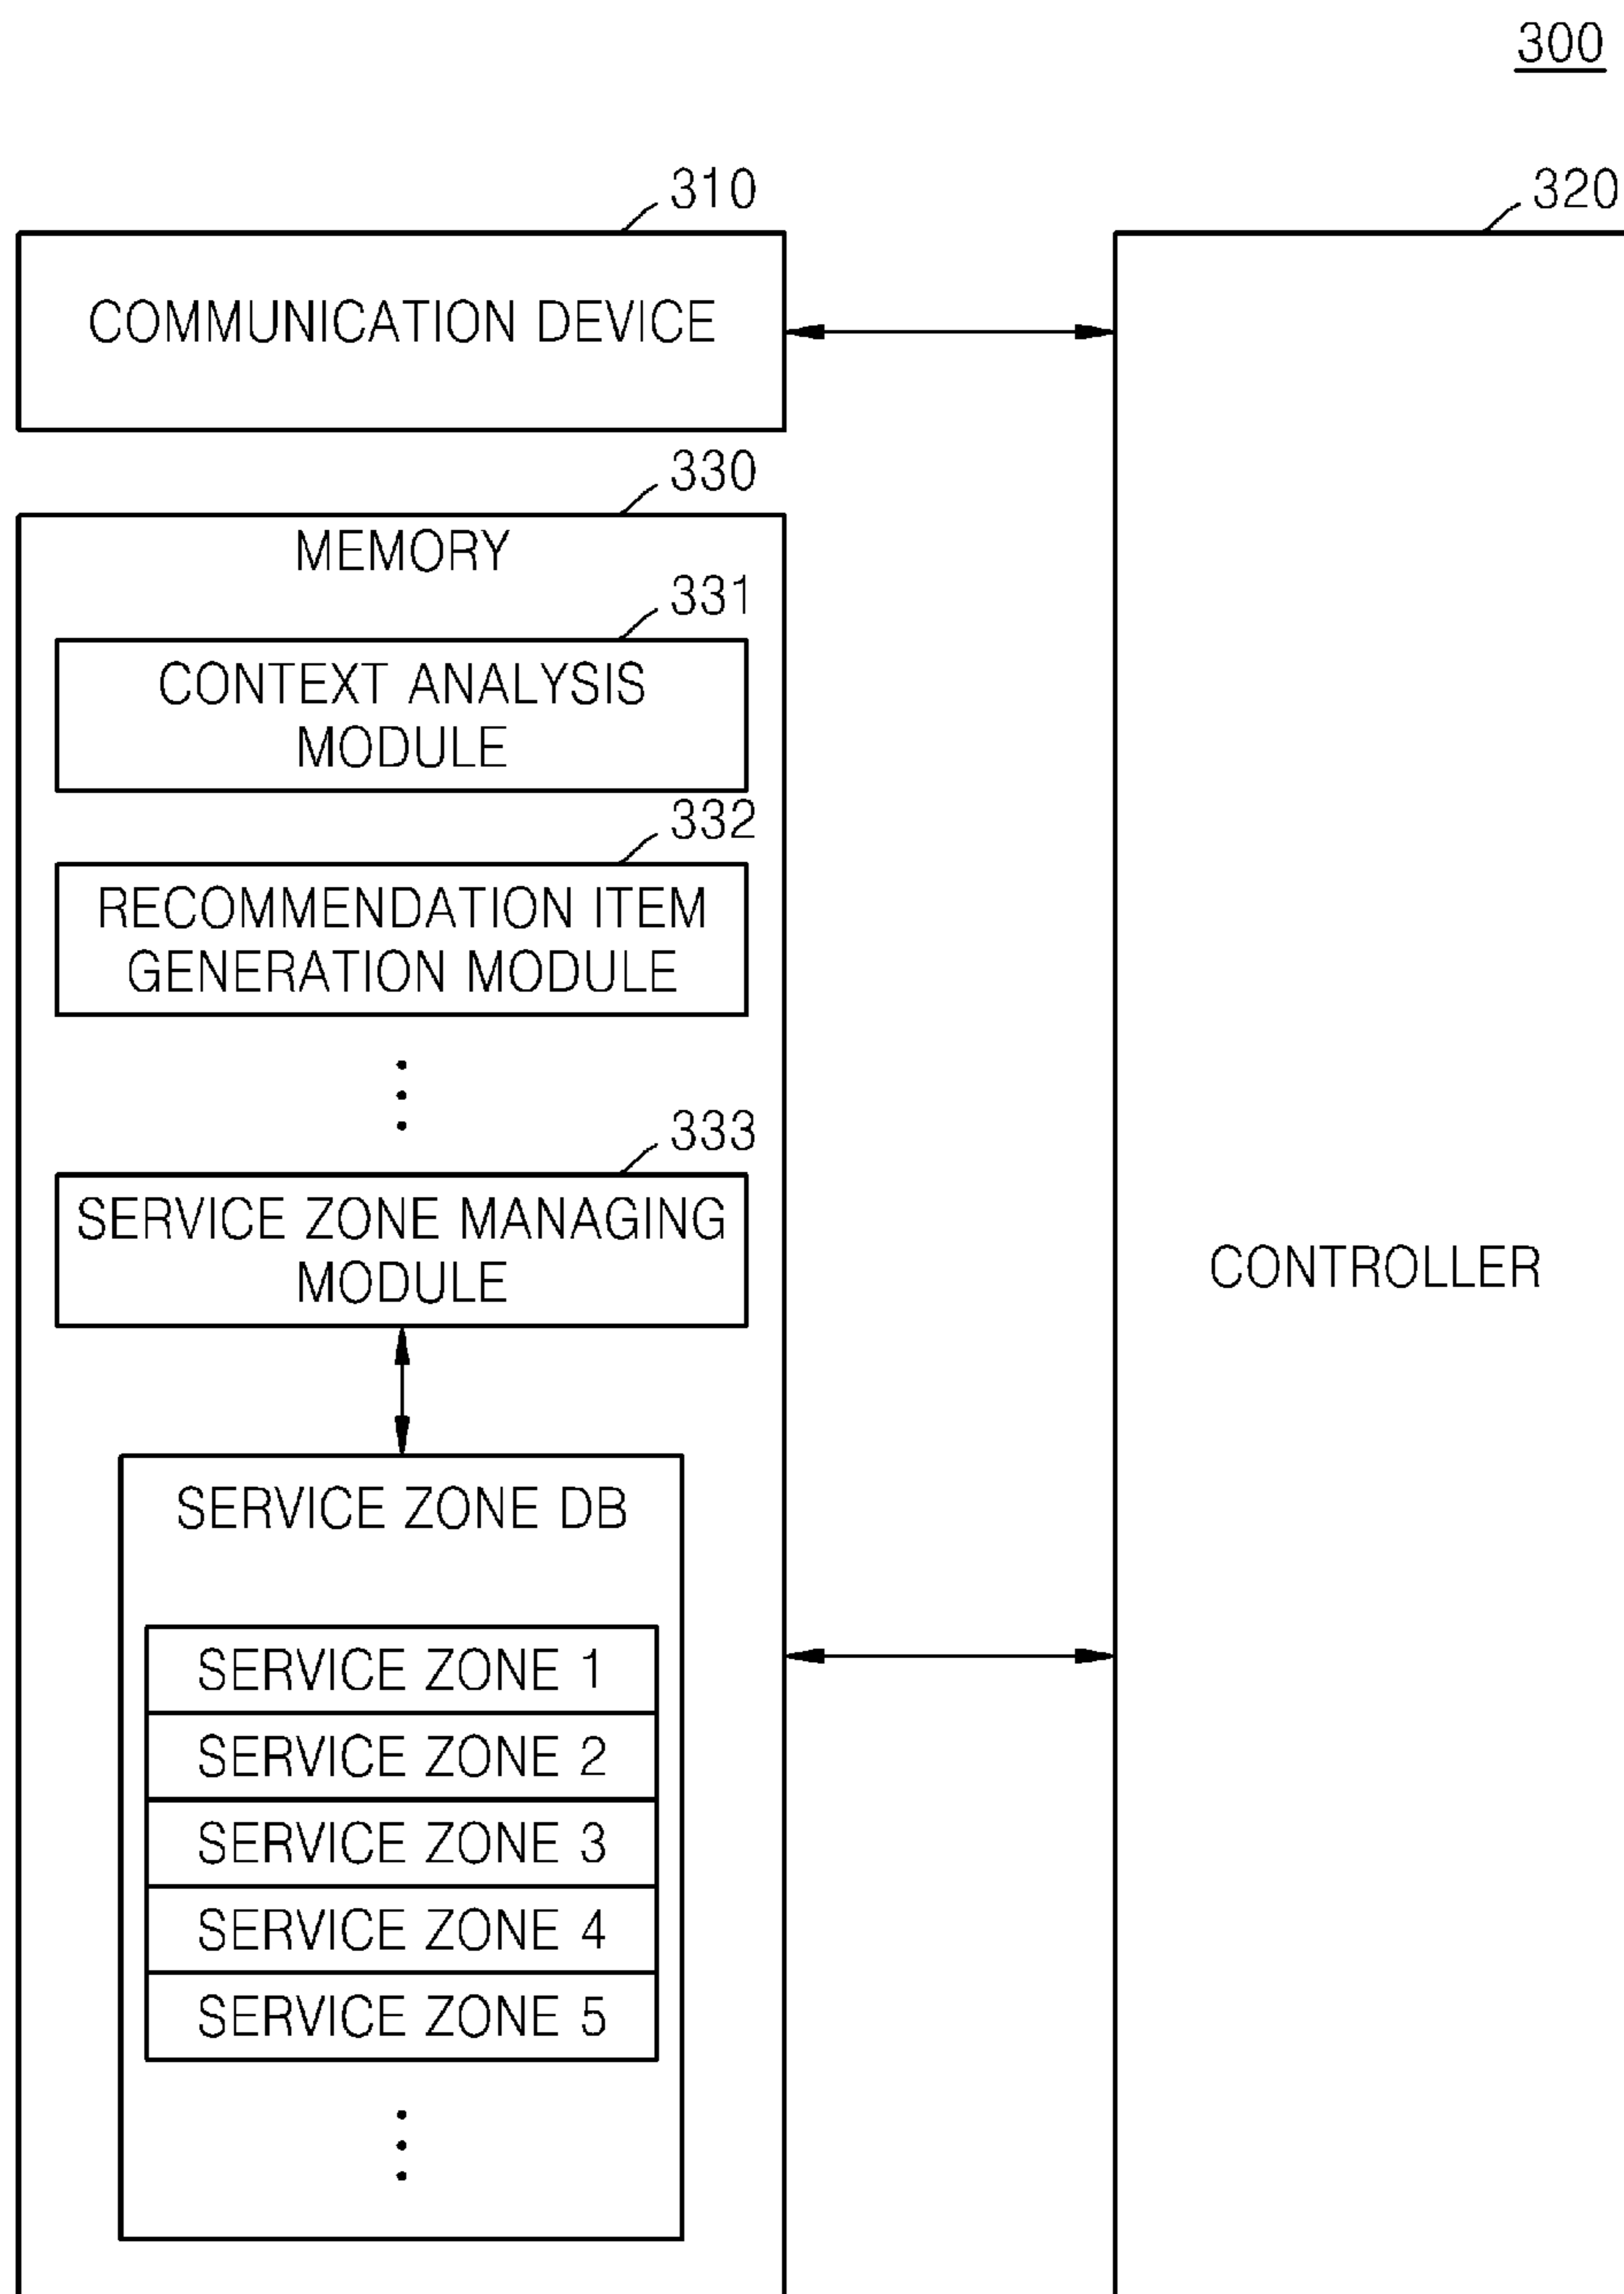 300
310
320
COMMUNICATION DEVICE
330
MEMORY
331
CONTEXT ANALYSIS
MODULE
332
RECOMMENDATION ITEM
GENERATION MODULE
333
SERVICE ZONE MANAGING
MODULE
CONTROLLER
SERVICE ZONE DB
SERVICE ZONE 1
SERVICE ZONE 2
SERVICE ZONE 3
SERVICE ZONE 4
SERVICE ZONE 5